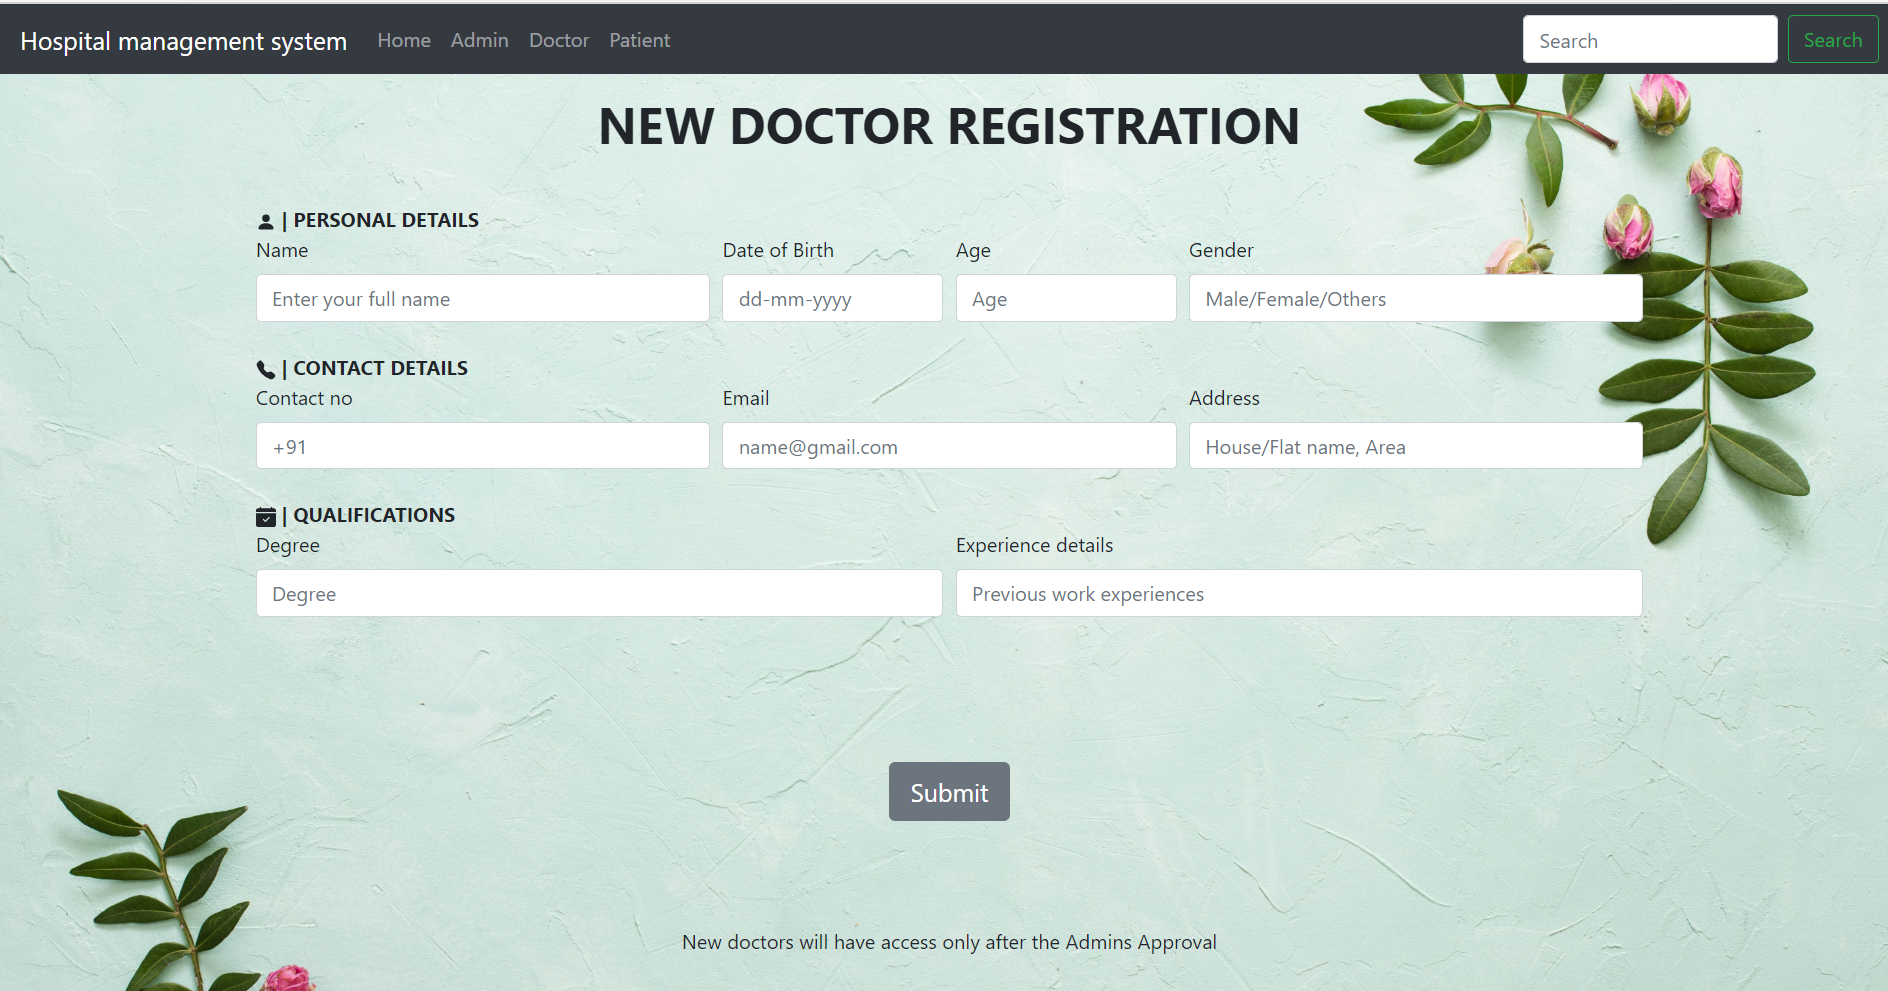 Hospital management system Home Admin Doctor Patient Search Search
NEW DOCTOR REGISTRATION
| PERSONAL DETAILS
Name Date of Birth Age Gender
Enter your full name dd-mm-yyyy Age Male/Female/Others
| CONTACT DETAILS
Contact no Email Address
+91 name@gmail.com House/Flat name, Area
| QUALIFICATIONS
Degree Experience details
Degree Previous work experiences
Submit
New doctors will have access only after the Admins Approval